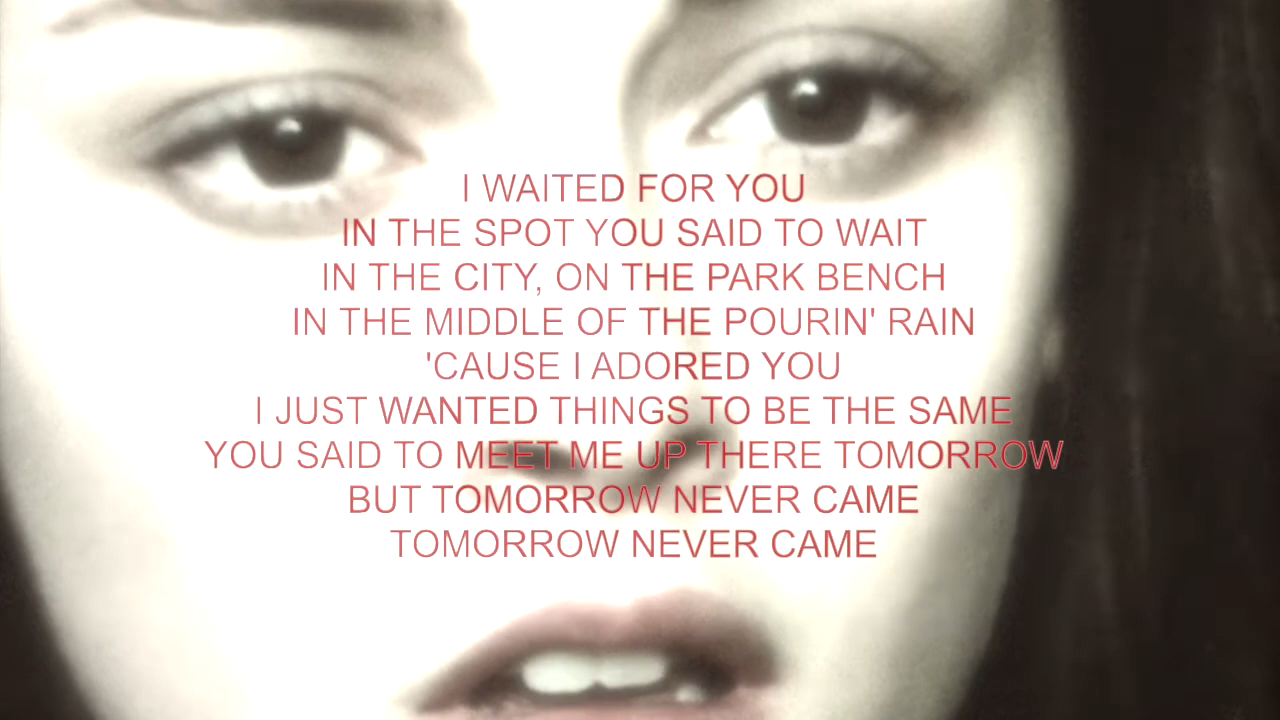 I WAITED FOR YOU
IN THE SPOT YOU SAID TO WAIT
IN THE CITY, ON THE PARK BENCH
IN THE MIDDLE OF THE POURIN' RAIN
'CAUSE I ADORED YOU
I JUST WANTED THINGS TO BE THE SAME
YOU SAID TO MEET ME UP THERE TOMORROW
BUT TOMORROW NEVER CAME
TOMORROW NEVER CAME